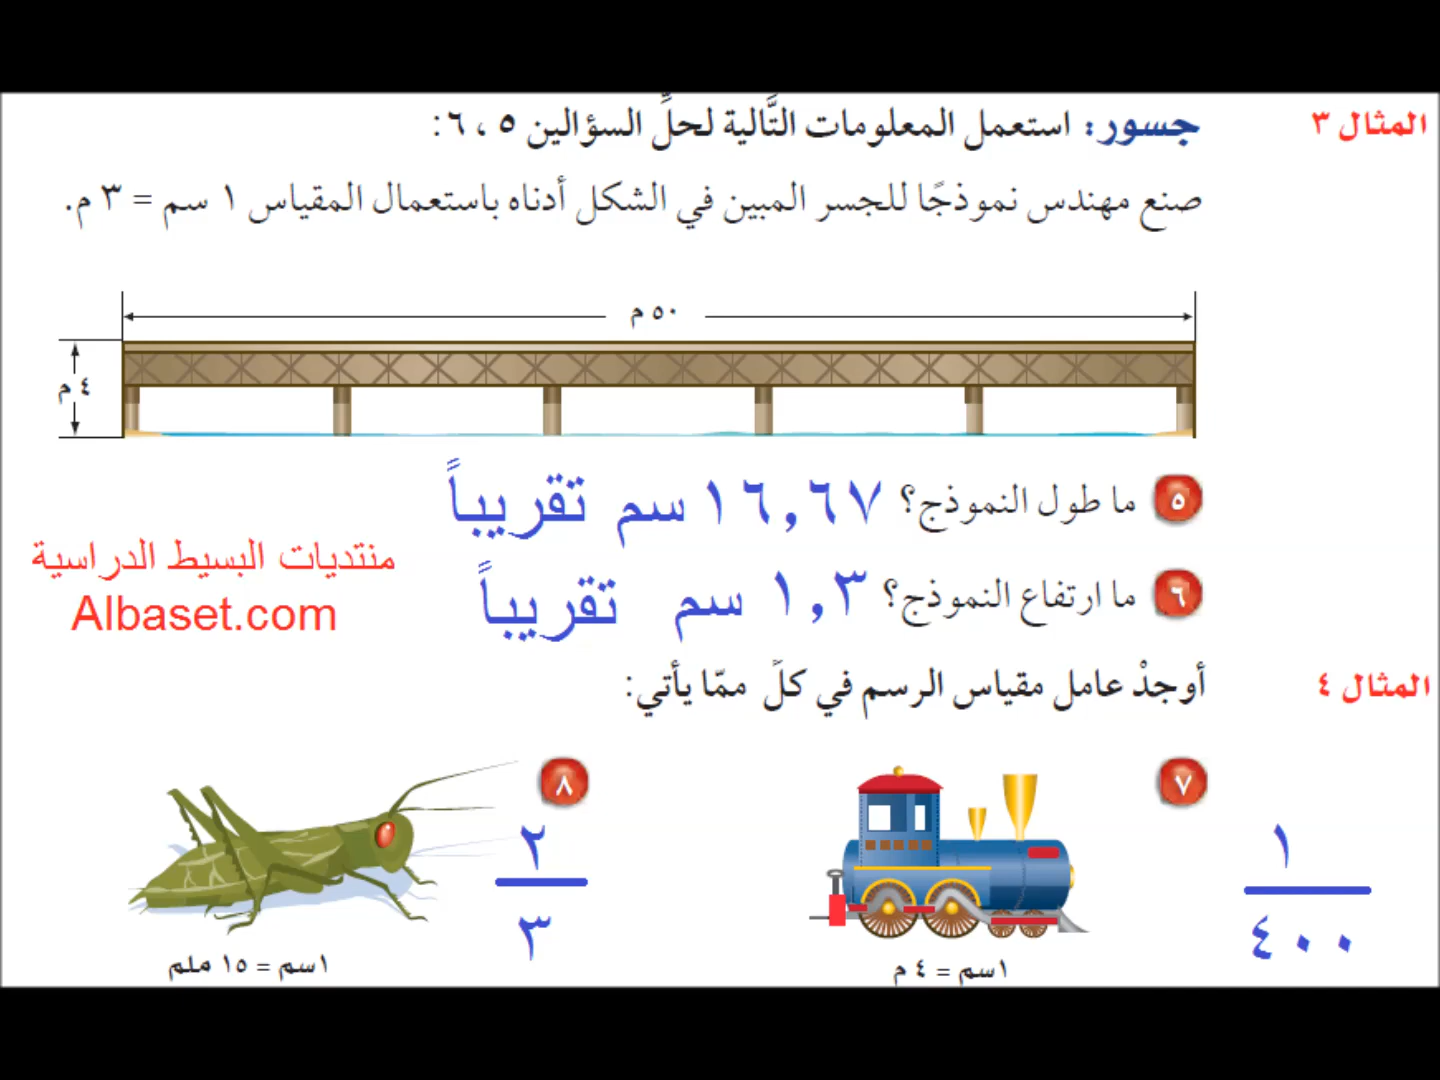 المثال ٣
جسور: استعمل المعلومات التَّالية لحلِّ السؤالين ٥ ، ٦:
صنع مهندس نموذجًا للجسر المبين في الشكل أدناه باستعمال المقياس ١ سم = ٣ م.
٥٠ م
٤ م
٥ ما طول النموذج؟ ١٦,٦٧ سم تقريباً
٦ ما ارتفاع النموذج؟ ١,٣ سم تقريباً
منتديات البسيط الدراسية
Albaset.com
المثال ٤
أوجدْ عامل مقياس الرسم في كلِّ ممّا يأتي:
٧
١
٤٠٠
١سم = ٤ م
٨
٢
٣
١سم = ١٥ ملم